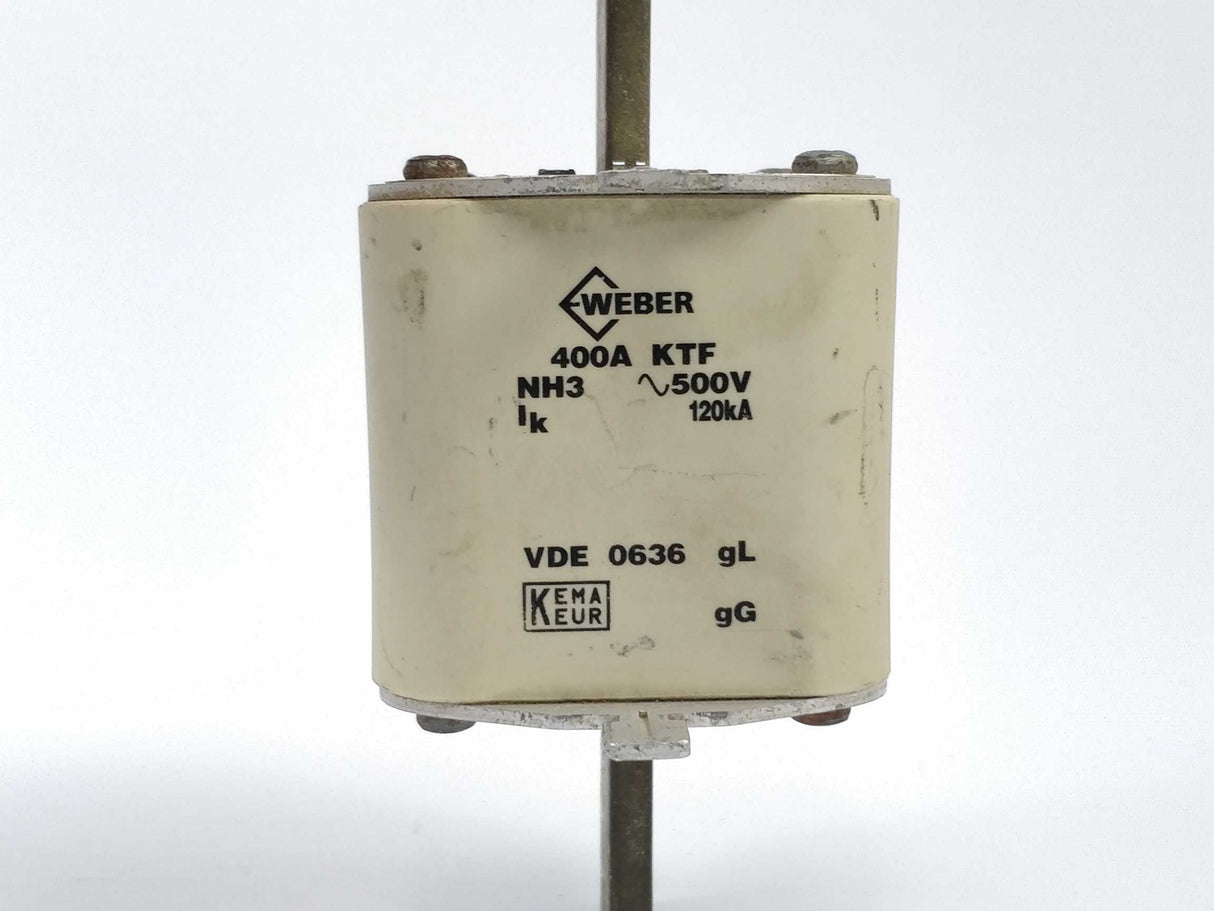 WEBER
400A KTF
NH3 ∿500V
Ik 120kA
VDE 0636 gL
KEMA
KEUR gG